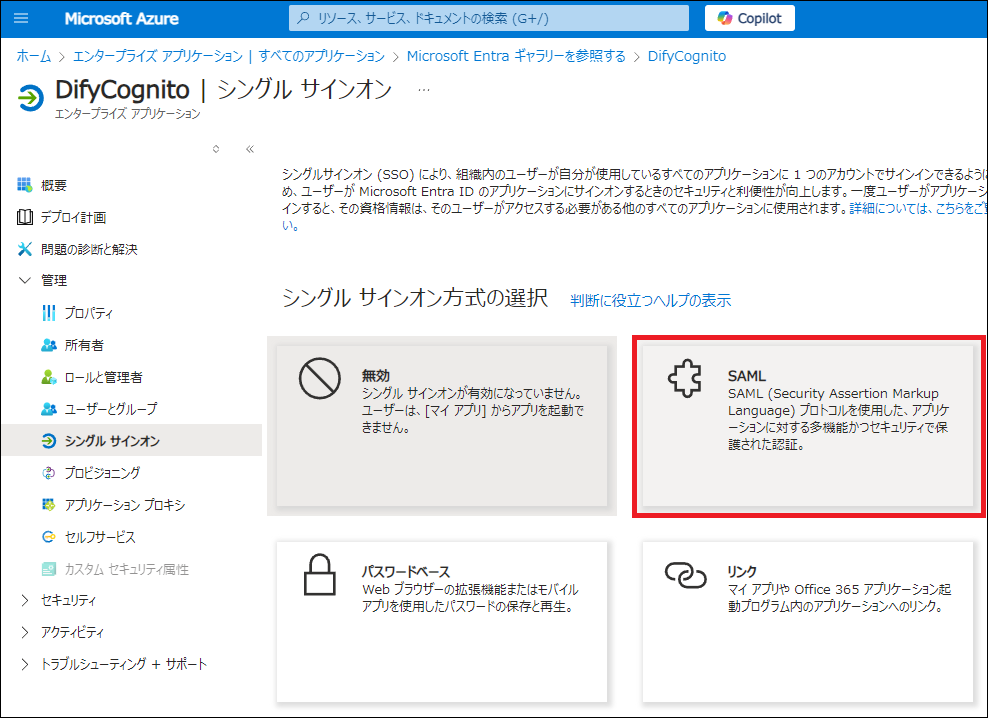 Microsoft Azure
リソース、サービス、ドキュメントの検索 (G+/)
Copilot
ホーム > エンタープライズ アプリケーション | すべてのアプリケーション > Microsoft Entra ギャラリーを参照する > DifyCognito
DifyCognito | シングル サインオン ...
エンタープライズ アプリケーション
概要
デプロイ計画
問題の診断と解決
管理
プロパティ
所有者
ロールと管理者
ユーザーとグループ
シングル サインオン
プロビジョニング
アプリケーション プロキシ
セルフサービス
カスタム セキュリティ属性
セキュリティ
アクティビティ
トラブルシューティング + サポート
シングルサインオン (SSO) により、組織内のユーザーが自分が使用しているすべてのアプリケーションに 1 つのアカウントでサインインできるように
め、ユーザーが Microsoft Entra ID のアプリケーションにサインオンするときのセキュリティと利便性が向上します。一度ユーザーがアプリケーシ
インすると、その資格情報は、そのユーザーがアクセスする必要がある他のすべてのアプリケーションに使用されます。詳細については、こちらをご
い。
シングル サインオン方式の選択 判断に役立つヘルプの表示
無効
シングル サインオンが有効になっていません。
ユーザーは、[マイ アプリ] からアプリを起動で
きません。
SAML
SAML (Security Assertion Markup
Language) プロトコルを使用した、アプリケ
ーションに対する多機能かつセキュリティで保
護された認証。
パスワードベース
Web ブラウザーの拡張機能またはモバイル
アプリを使用したパスワードの保存と再生。
リンク
マイ アプリや Office 365 アプリケーション起
動プログラム内のアプリケーションへのリンク。